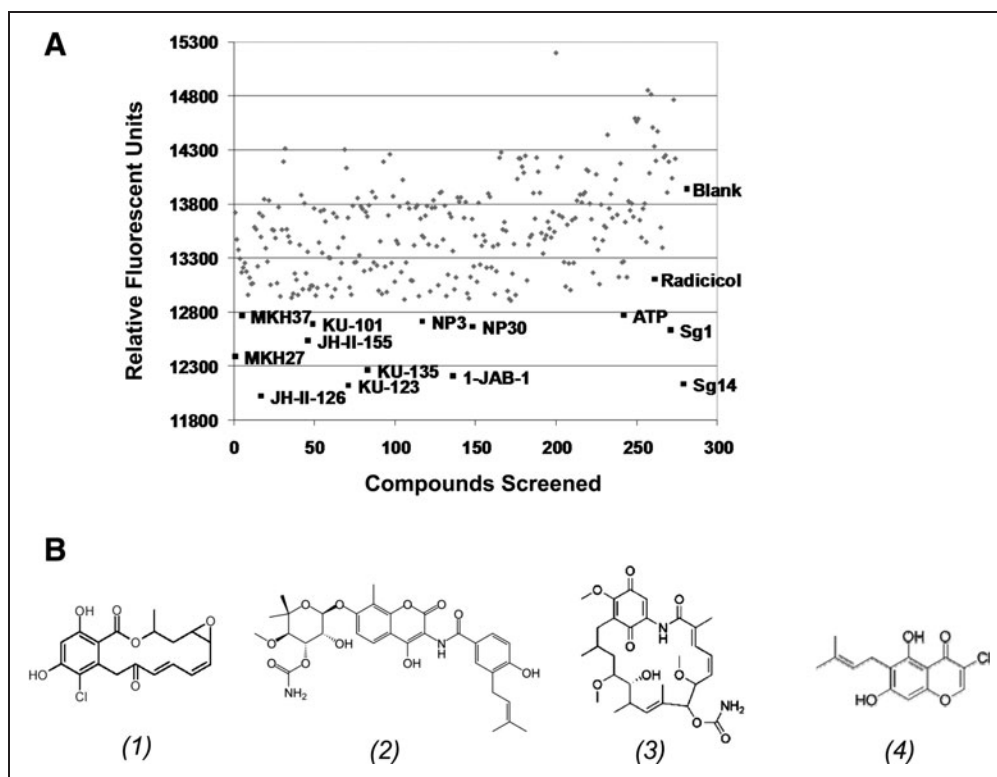 A
15300
14800
14300
13800
13300
12800
12300
11800
Relative Fluorescent Units
Blank
Radicicol
MKH37
KU-101
NP3
NP30
ATP
Sg1
JH-II-155
MKH27
KU-135
1-JAB-1
Sg14
KU-123
JH-II-126
0 50 100 150 200 250 300
Compounds Screened
B
OH O O O HO Cl O
(1)
O O O O O O OH O OH N H O OH NH₂
(2)
O O O O N H OH O O O NH₂ O
(3)
OH O Cl HO O
(4)